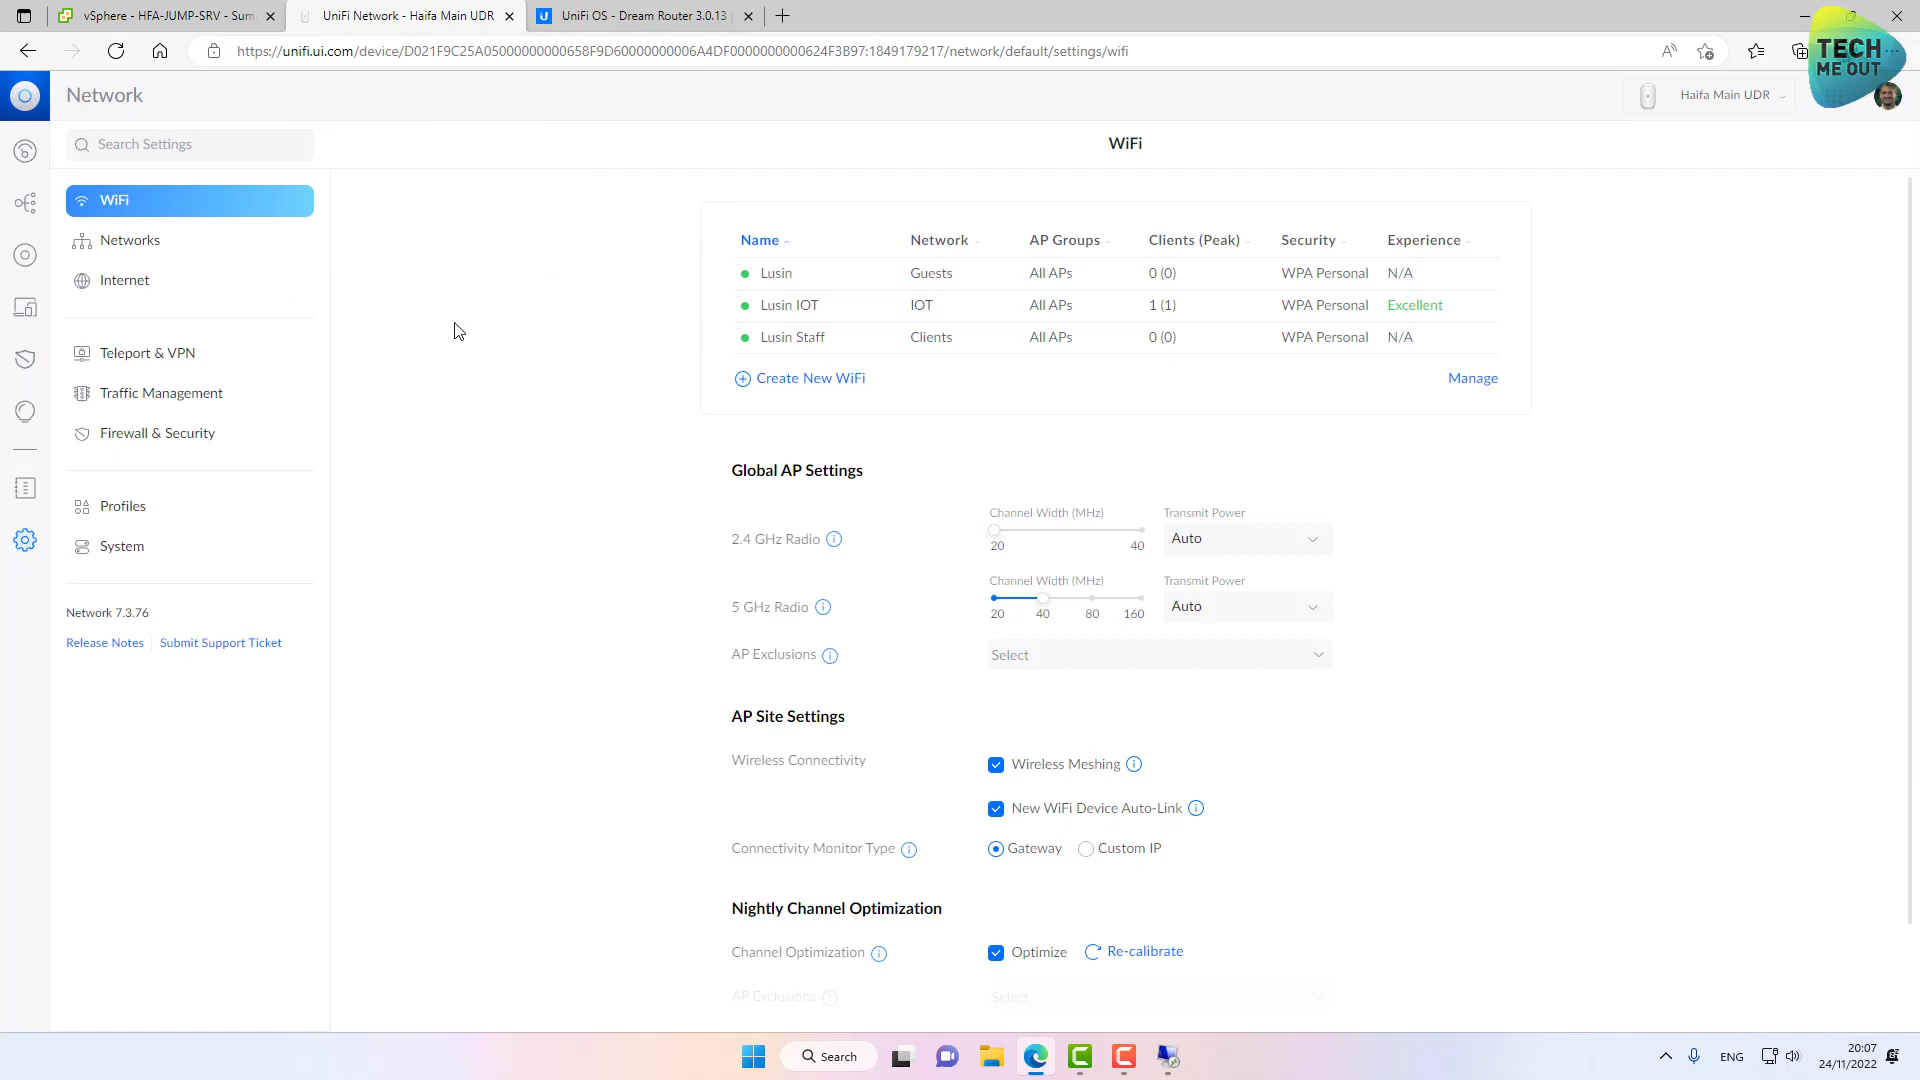 vSphere - HFA-JUMP-SRV - Sum
UniFi Network - Haifa Main UDR
UniFi OS - Dream Router 3.0.13
https://unifi.ui.com/device/D021F9C25A05000000000658F9D60000000006A4DF0000000000624F3B97:1849179217/network/default/settings/wifi
TECH
ME OUT
Network
Haifa Main UDR
Search Settings
WiFi
WiFi
Networks
Internet
Teleport & VPN
Traffic Management
Firewall & Security
Profiles
System
Network 7.3.76
Release Notes
Submit Support Ticket
Name Network AP Groups Clients (Peak) Security Experience
Lusin Guests All APs 0 (0) WPA Personal N/A
Lusin IOT IOT All APs 1 (1) WPA Personal Excellent
Lusin Staff Clients All APs 0 (0) WPA Personal N/A
Create New WiFi
Manage
Global AP Settings
Channel Width (MHz) Transmit Power
2.4 GHz Radio Auto
20 40
Channel Width (MHz) Transmit Power
5 GHz Radio Auto
20 40 80 160
AP Exclusions Select
AP Site Settings
Wireless Connectivity Wireless Meshing
New WiFi Device Auto-Link
Connectivity Monitor Type Gateway Custom IP
Nightly Channel Optimization
Channel Optimization Optimize Re-calibrate
AP Exclusions Select
Search
ENG
20:07
24/11/2022